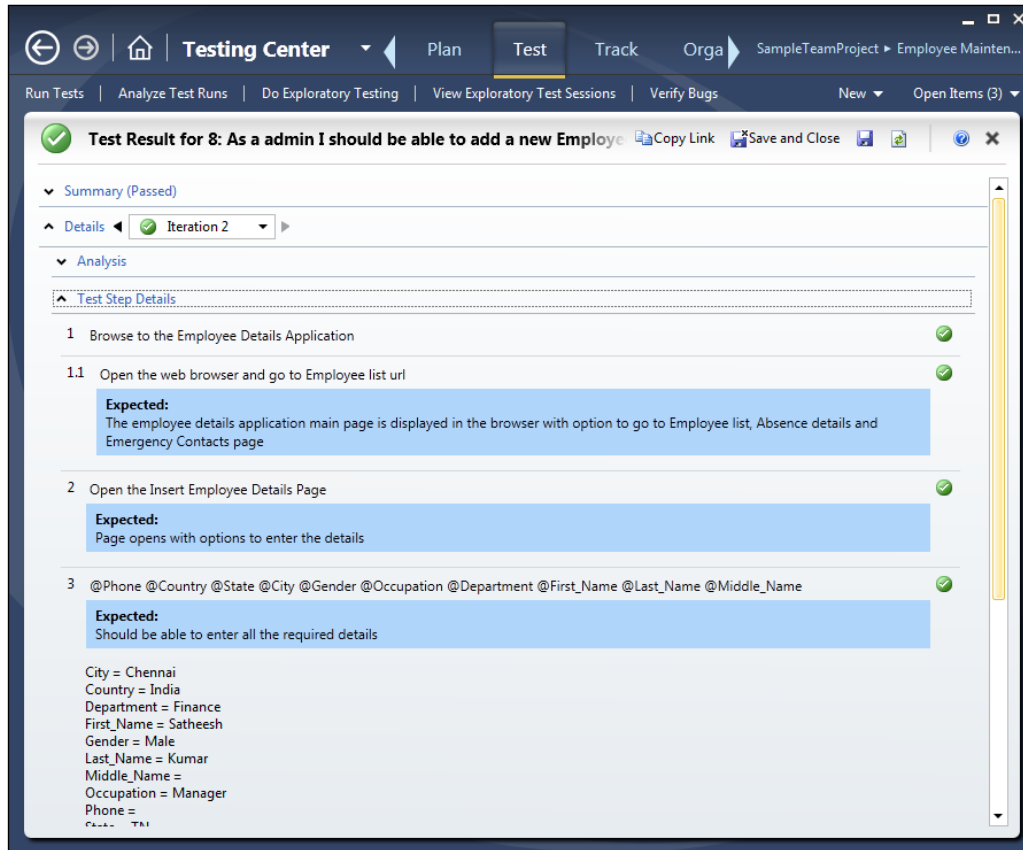 Testing Center Plan Test Track Orga SampleTeamProject ▸ Employee Mainten...
Run Tests | Analyze Test Runs | Do Exploratory Testing | View Exploratory Test Sessions | Verify Bugs New Open Items (3)
Test Result for 8: As a admin I should be able to add a new Employe Copy Link Save and Close
Summary (Passed)
Details Iteration 2
Analysis
Test Step Details
1 Browse to the Employee Details Application
1.1 Open the web browser and go to Employee list url
Expected:
The employee details application main page is displayed in the browser with option to go to Employee list, Absence details and
Emergency Contacts page
2 Open the Insert Employee Details Page
Expected:
Page opens with options to enter the details
3 @Phone @Country @State @City @Gender @Occupation @Department @First_Name @Last_Name @Middle_Name
Expected:
Should be able to enter all the required details
City = Chennai
Country = India
Department = Finance
First_Name = Satheesh
Gender = Male
Last_Name = Kumar
Middle_Name =
Occupation = Manager
Phone =
State = TN